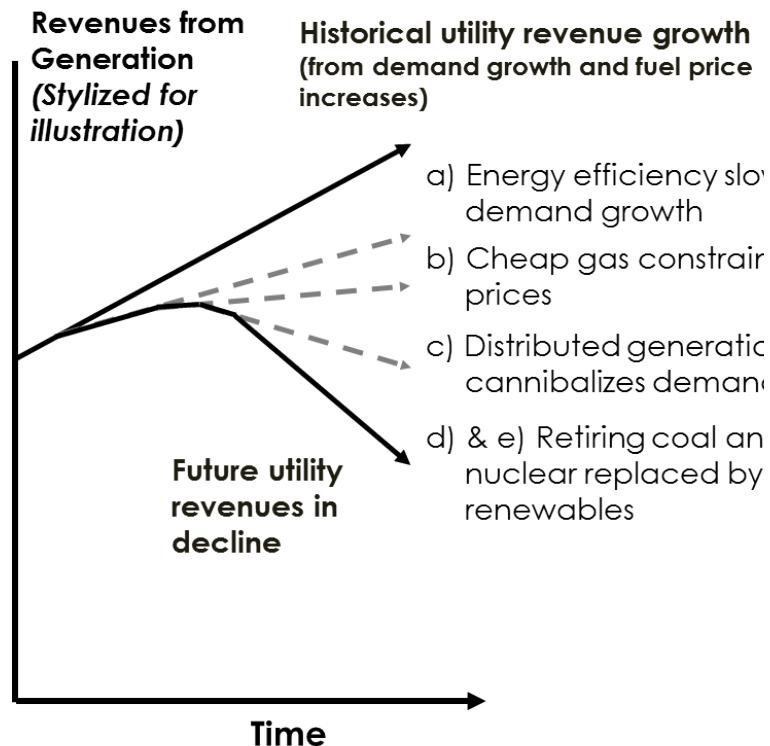 Revenues from
Generation
(Stylized for
illustration)
Historical utility revenue growth
(from demand growth and fuel price
increases)
a) Energy efficiency slow
demand growth
b) Cheap gas constrain
prices
c) Distributed generatio
cannibalizes demand
d) & e) Retiring coal an
nuclear replaced by
renewables
Future utility
revenues in
decline
Time